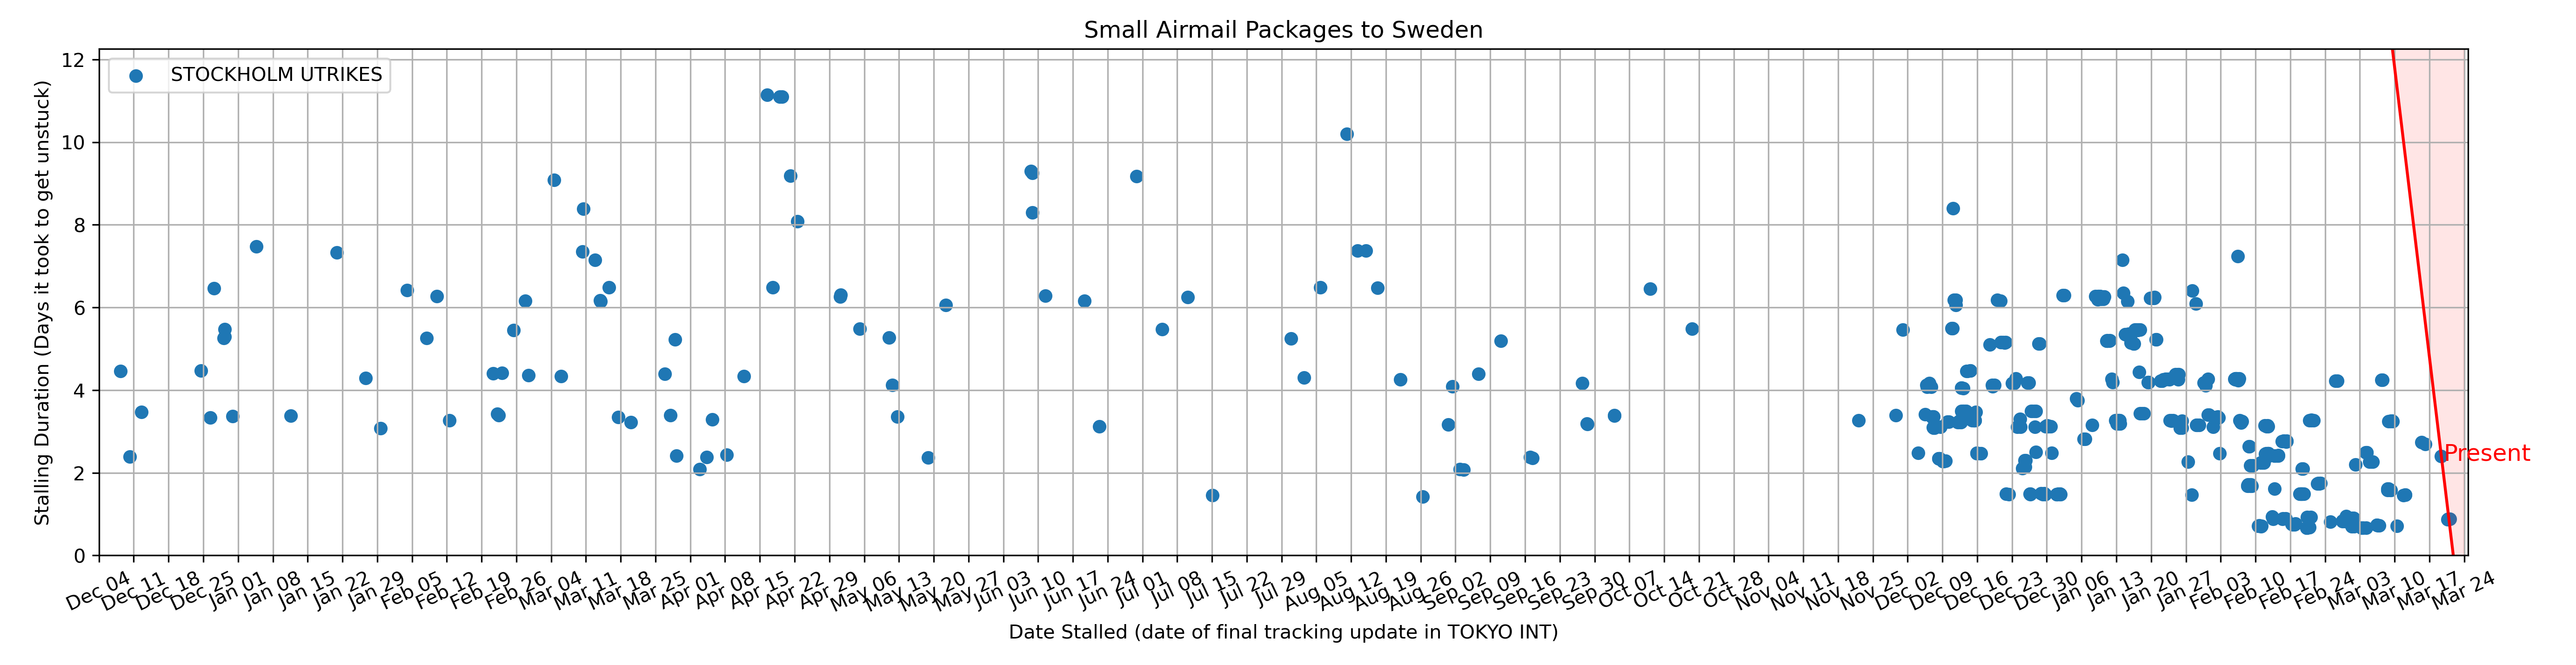 Small Airmail Packages to Sweden
STOCKHOLM UTRIKES
Stalling Duration (Days it took to get unstuck)
12
10
8
6
4
2
0
Present
Dec 04
Dec 11
Dec 18
Dec 25
Jan 01
Jan 08
Jan 15
Jan 22
Jan 29
Feb 05
Feb 12
Feb 19
Feb 26
Mar 04
Mar 11
Mar 18
Mar 25
Apr 01
Apr 08
Apr 15
Apr 22
Apr 29
May 06
May 13
May 20
May 27
Jun 03
Jun 10
Jun 17
Jun 24
Jul 01
Jul 08
Jul 15
Jul 22
Jul 29
Aug 05
Aug 12
Aug 19
Aug 26
Sep 02
Sep 09
Sep 16
Sep 23
Sep 30
Oct 07
Oct 14
Oct 21
Oct 28
Nov 04
Nov 11
Nov 18
Nov 25
Dec 02
Dec 09
Dec 16
Dec 23
Dec 30
Jan 06
Jan 13
Jan 20
Jan 27
Feb 03
Feb 10
Feb 17
Feb 24
Mar 03
Mar 10
Mar 17
Mar 24
Date Stalled (date of final tracking update in TOKYO INT)